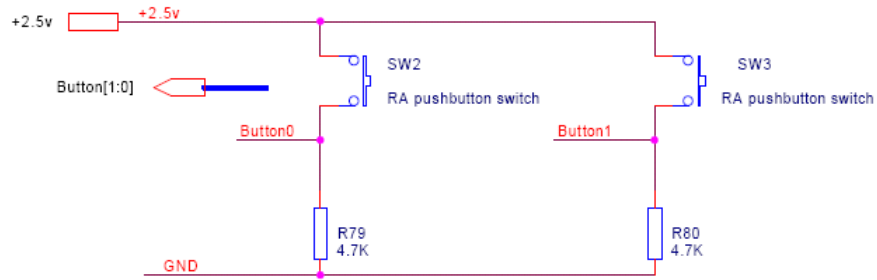 +2.5v
+2.5v
SW2
SW3
Button[1:0]
RA pushbutton switch
RA pushbutton switch
Button0
Button1
R79
4.7K
R80
4.7K
GND